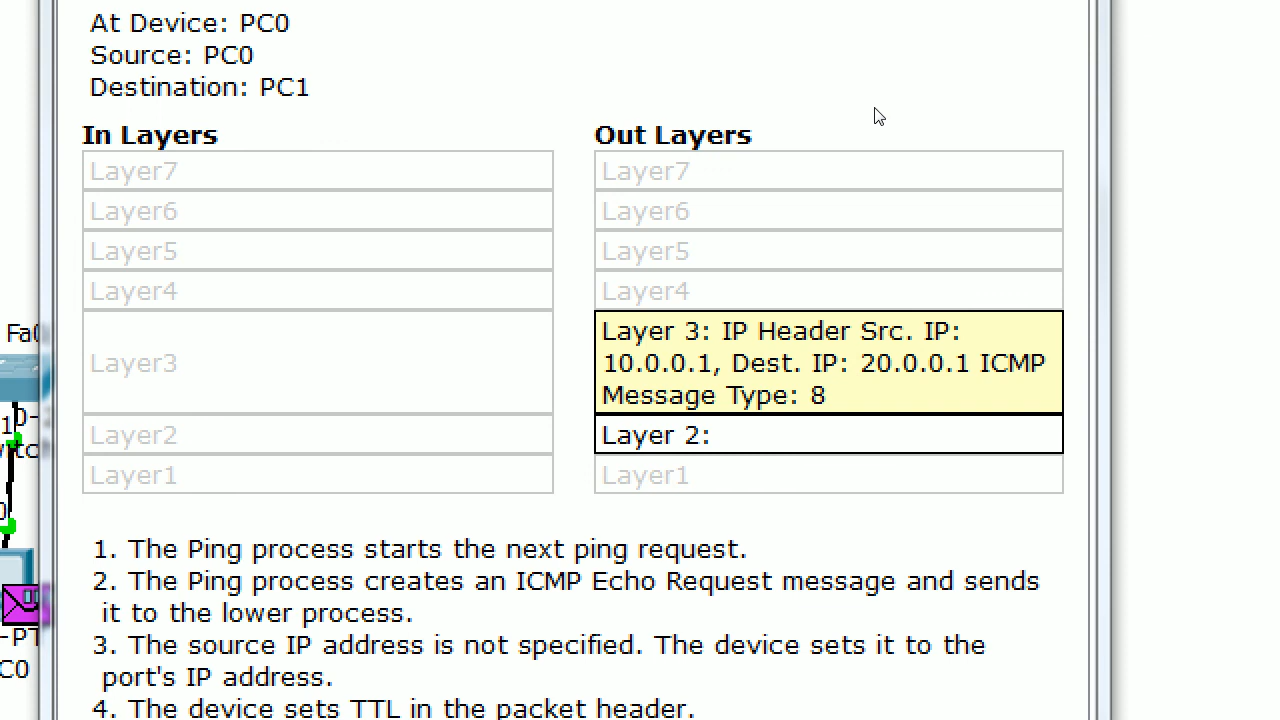 At Device: PC0
Source: PC0
Destination: PC1
In Layers
Out Layers
Layer7
Layer7
Layer6
Layer6
Layer5
Layer5
Layer4
Layer4
Layer3
Layer 3: IP Header Src. IP:
10.0.0.1, Dest. IP: 20.0.0.1 ICMP
Message Type: 8
Layer2
Layer 2:
Layer1
Layer1
1. The Ping process starts the next ping request.
2. The Ping process creates an ICMP Echo Request message and sends
it to the lower process.
3. The source IP address is not specified. The device sets it to the
port's IP address.
4. The device sets TTL in the packet header.
Fa0
-PT
C0